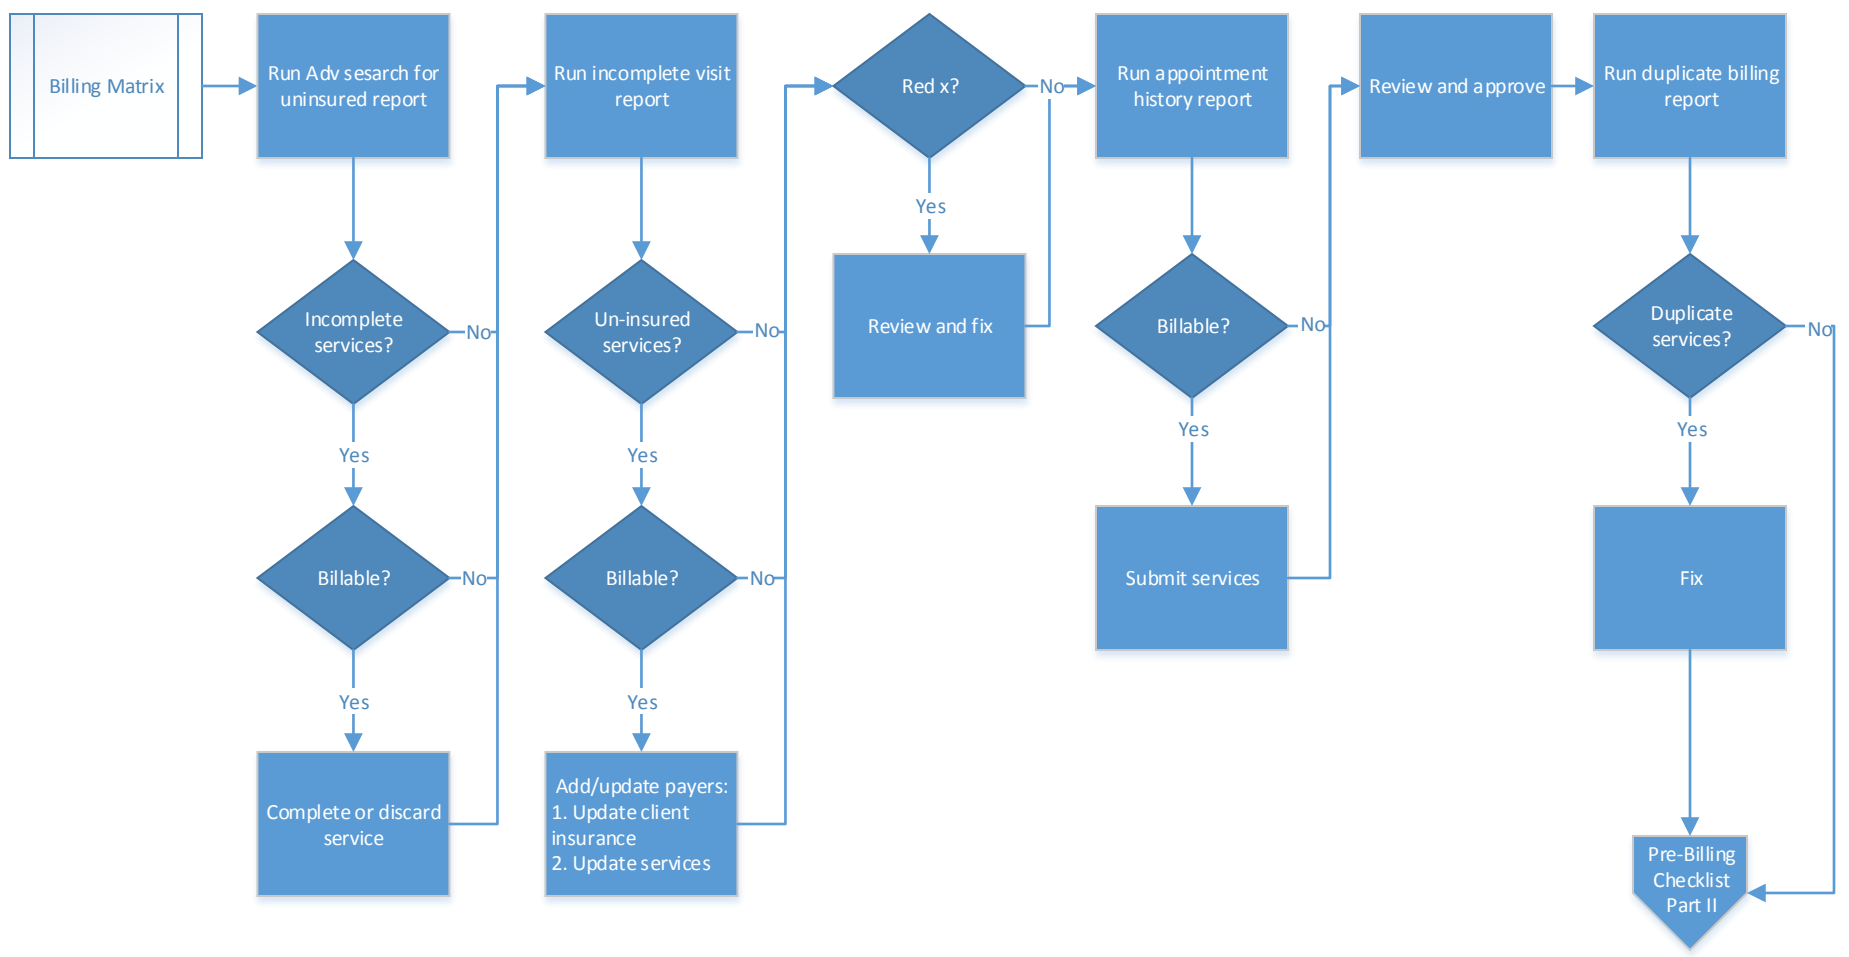 Billing Matrix
Run Adv sesarch for
uninsured report
Incomplete
services?
No
Yes
Billable?
No
Yes
Complete or discard
service
Run incomplete visit
report
Un-insured
services?
No
Yes
Billable?
No
Yes
Add/update payers:
1. Update client
insurance
2. Update services
Red x?
No
Yes
Review and fix
Run appointment
history report
Billable?
No
Yes
Submit services
Review and approve
Run duplicate billing
report
Duplicate
services?
No
Yes
Fix
Pre-Billing
Checklist
Part II